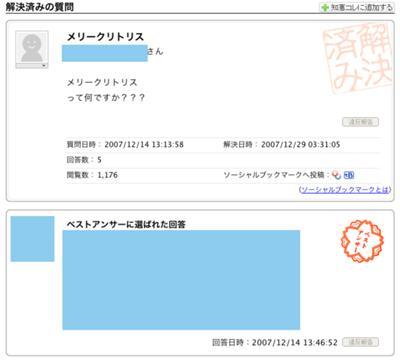 解決済みの質問
知恵コレに追加する
メリークリトリス
さん
解決済み
メリークリトリス
って何ですか？？？
違反報告
質問日時：2007/12/14 13:13:58
解決日時：2007/12/29 03:31:05
回答数：5
閲覧数：1,176
ソーシャルブックマークへ投稿：
(ソーシャルブックマークとは)
ベストアンサーに選ばれた回答
ベストアンサー
回答日時：2007/12/14 13:46:52
違反報告